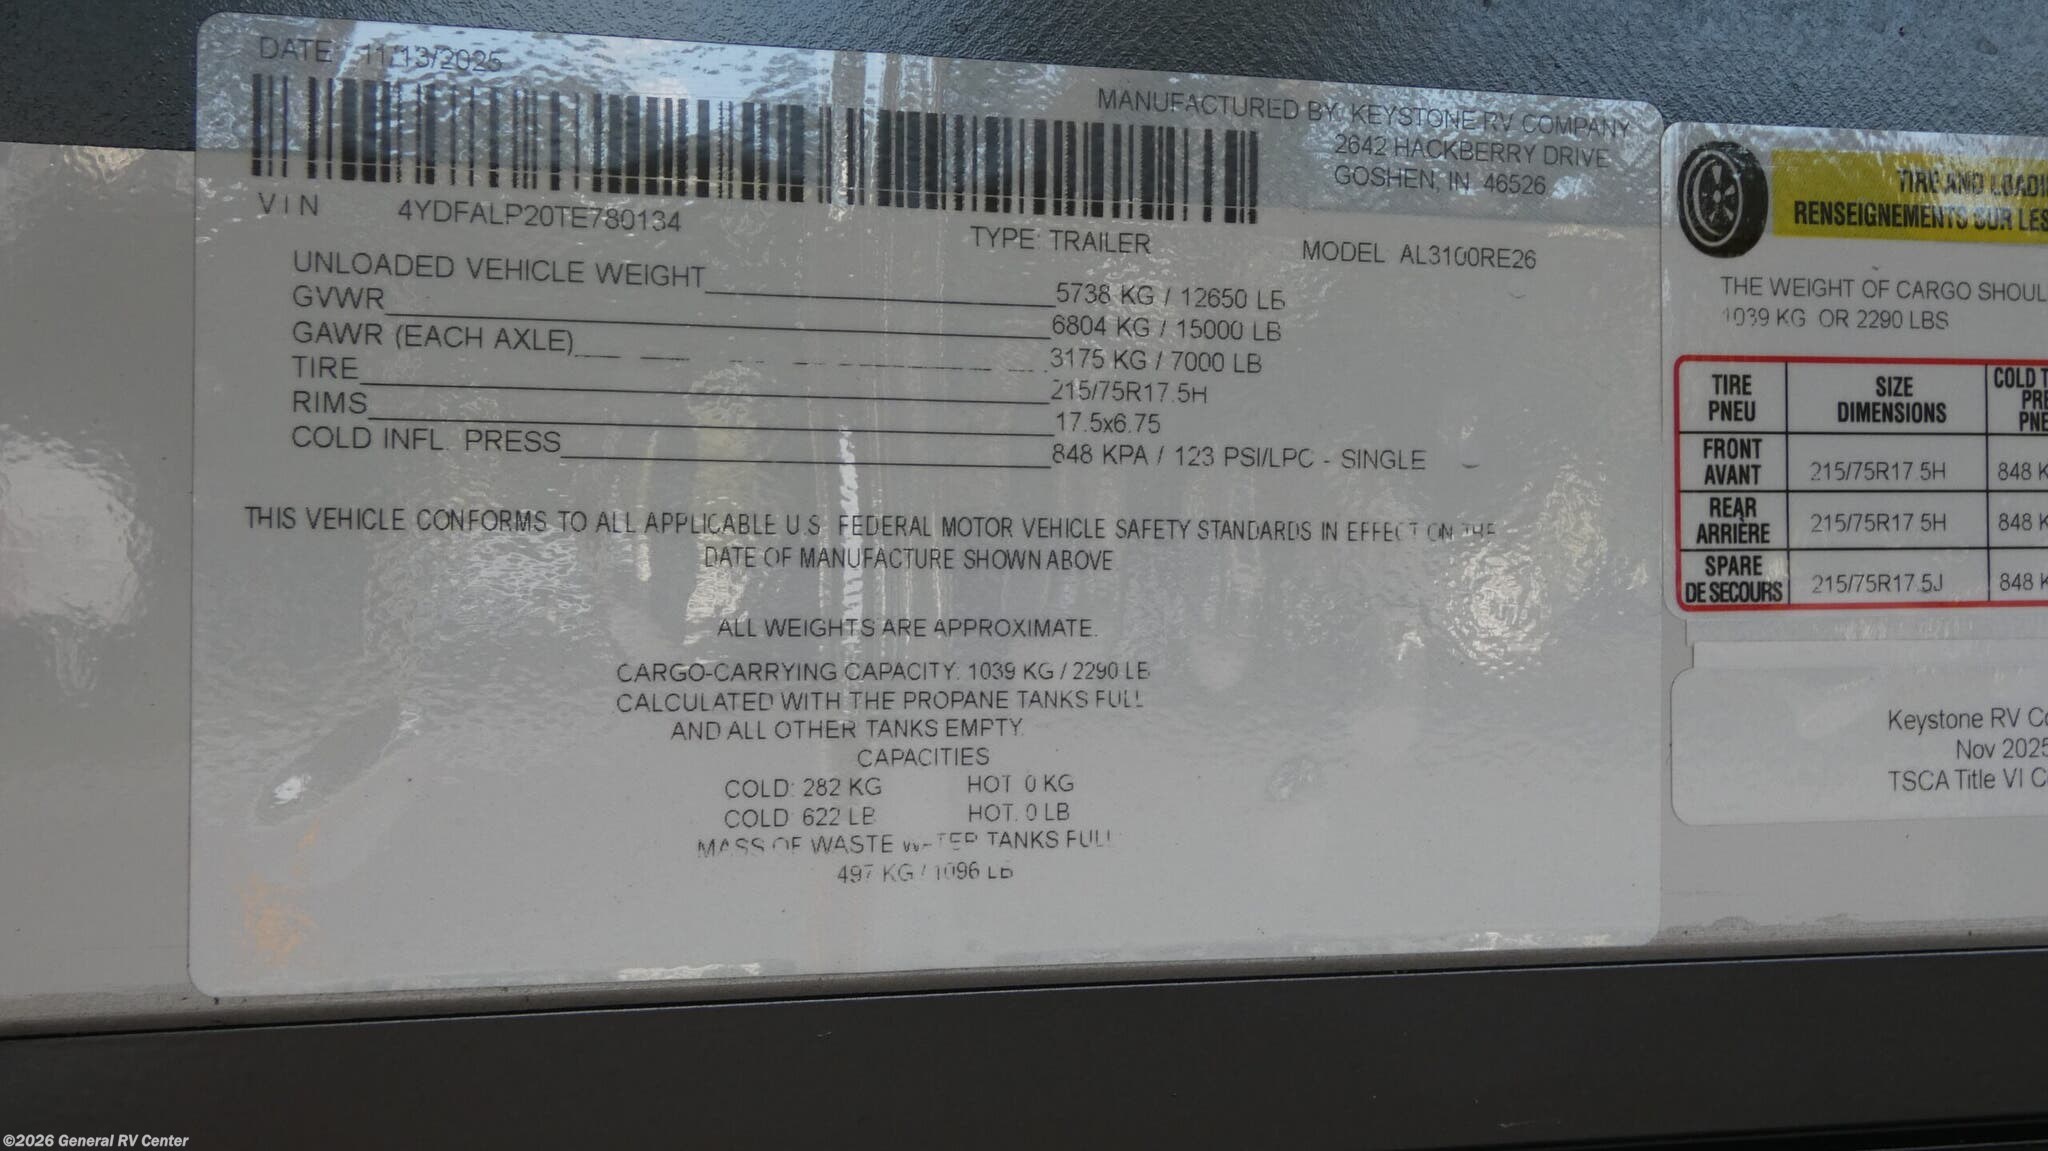 DATE 11/13/2025
MANUFACTURED BY: KEYSTONE RV COMPANY
2642 HACKBERRY DRIVE
GOSHEN, IN 46526
VIN 4YDFALP20TE780134
TYPE: TRAILER
MODEL AL3100RE26
UNLOADED VEHICLE WEIGHT 5738 KG / 12650 LB
GVWR 6804 KG / 15000 LB
GAWR (EACH AXLE) 3175 KG / 7000 LB
TIRE 215/75R17.5H
RIMS 17.5x6.75
COLD INFL. PRESS 848 KPA / 123 PSI/LPC - SINGLE
THIS VEHICLE CONFORMS TO ALL APPLICABLE U.S. FEDERAL MOTOR VEHICLE SAFETY STANDARDS IN EFFECT ON THE
DATE OF MANUFACTURE SHOWN ABOVE
ALL WEIGHTS ARE APPROXIMATE.
CARGO-CARRYING CAPACITY: 1039 KG / 2290 LB
CALCULATED WITH THE PROPANE TANKS FULL
AND ALL OTHER TANKS EMPTY.
CAPACITIES
COLD: 282 KG HOT: 0 KG
COLD: 622 LB HOT: 0 LB
MASS OF WASTE WATER TANKS FULL
497 KG / 1096 LB
TIRE AND LOADI
RENSEIGNEMENTS SUR LES
THE WEIGHT OF CARGO SHOUL
1039 KG OR 2290 LBS
TIRE PNEU
SIZE DIMENSIONS
COLD T
PRE
PNE
FRONT AVANT 215/75R17.5H 848 K
REAR ARRIÈRE 215/75R17.5H 848 K
SPARE DE SECOURS 215/75R17.5J 848 K
Keystone RV Co
Nov 2025
TSCA Title VI C
©2026 General RV Center